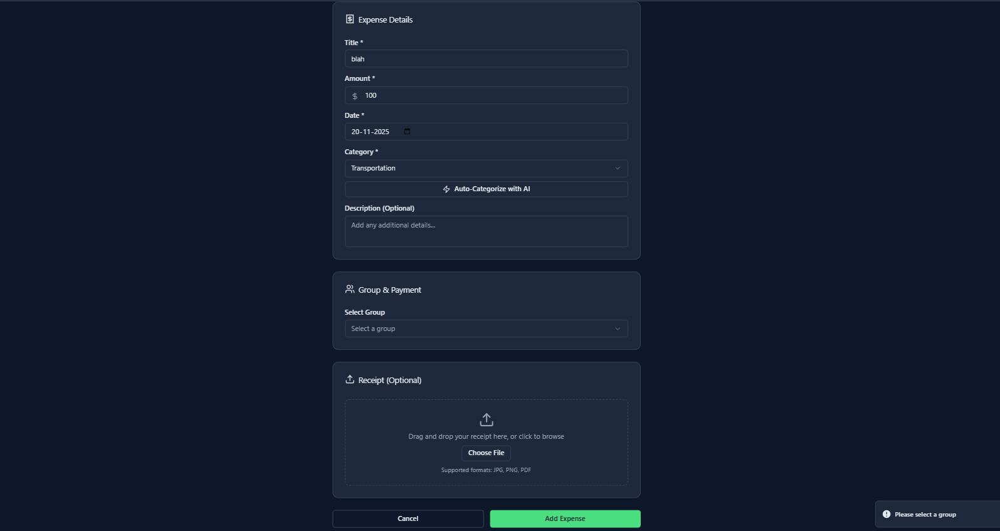 Expense Details
Title *
blah
Amount *
$ 100
Date *
20-11-2025
Category *
Transportation
Auto-Categorize with AI
Description (Optional)
Add any additional details...
Group & Payment
Select Group
Select a group
Receipt (Optional)
Drag and drop your receipt here, or click to browse
Choose File
Supported formats: JPG, PNG, PDF
Cancel
Add Expense
Please select a group